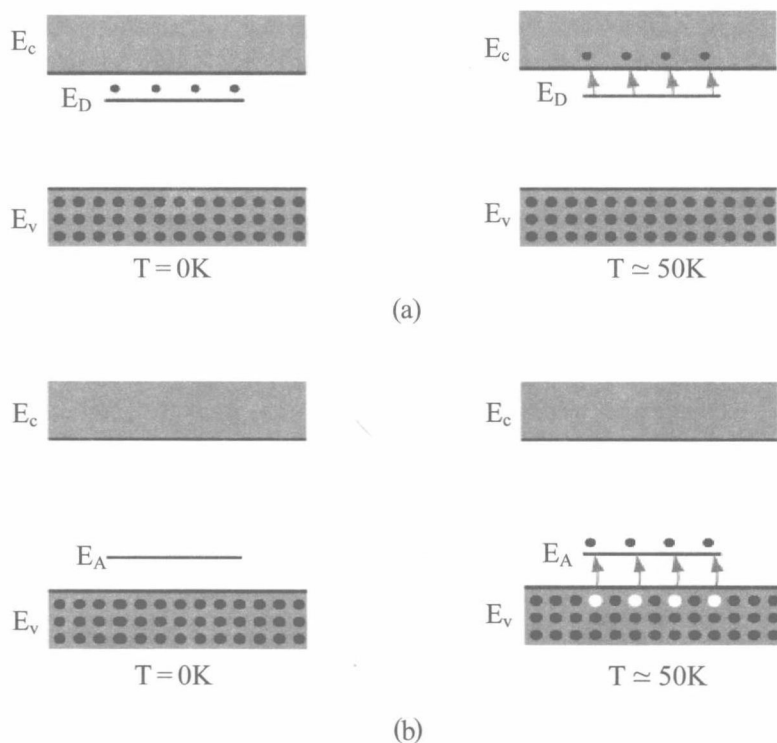 E_c
E_D
E_v
T = 0K
E_c
E_D
E_v
T ≃ 50K
(a)
E_c
E_A
E_v
T = 0K
E_c
E_A
E_v
T ≃ 50K
(b)